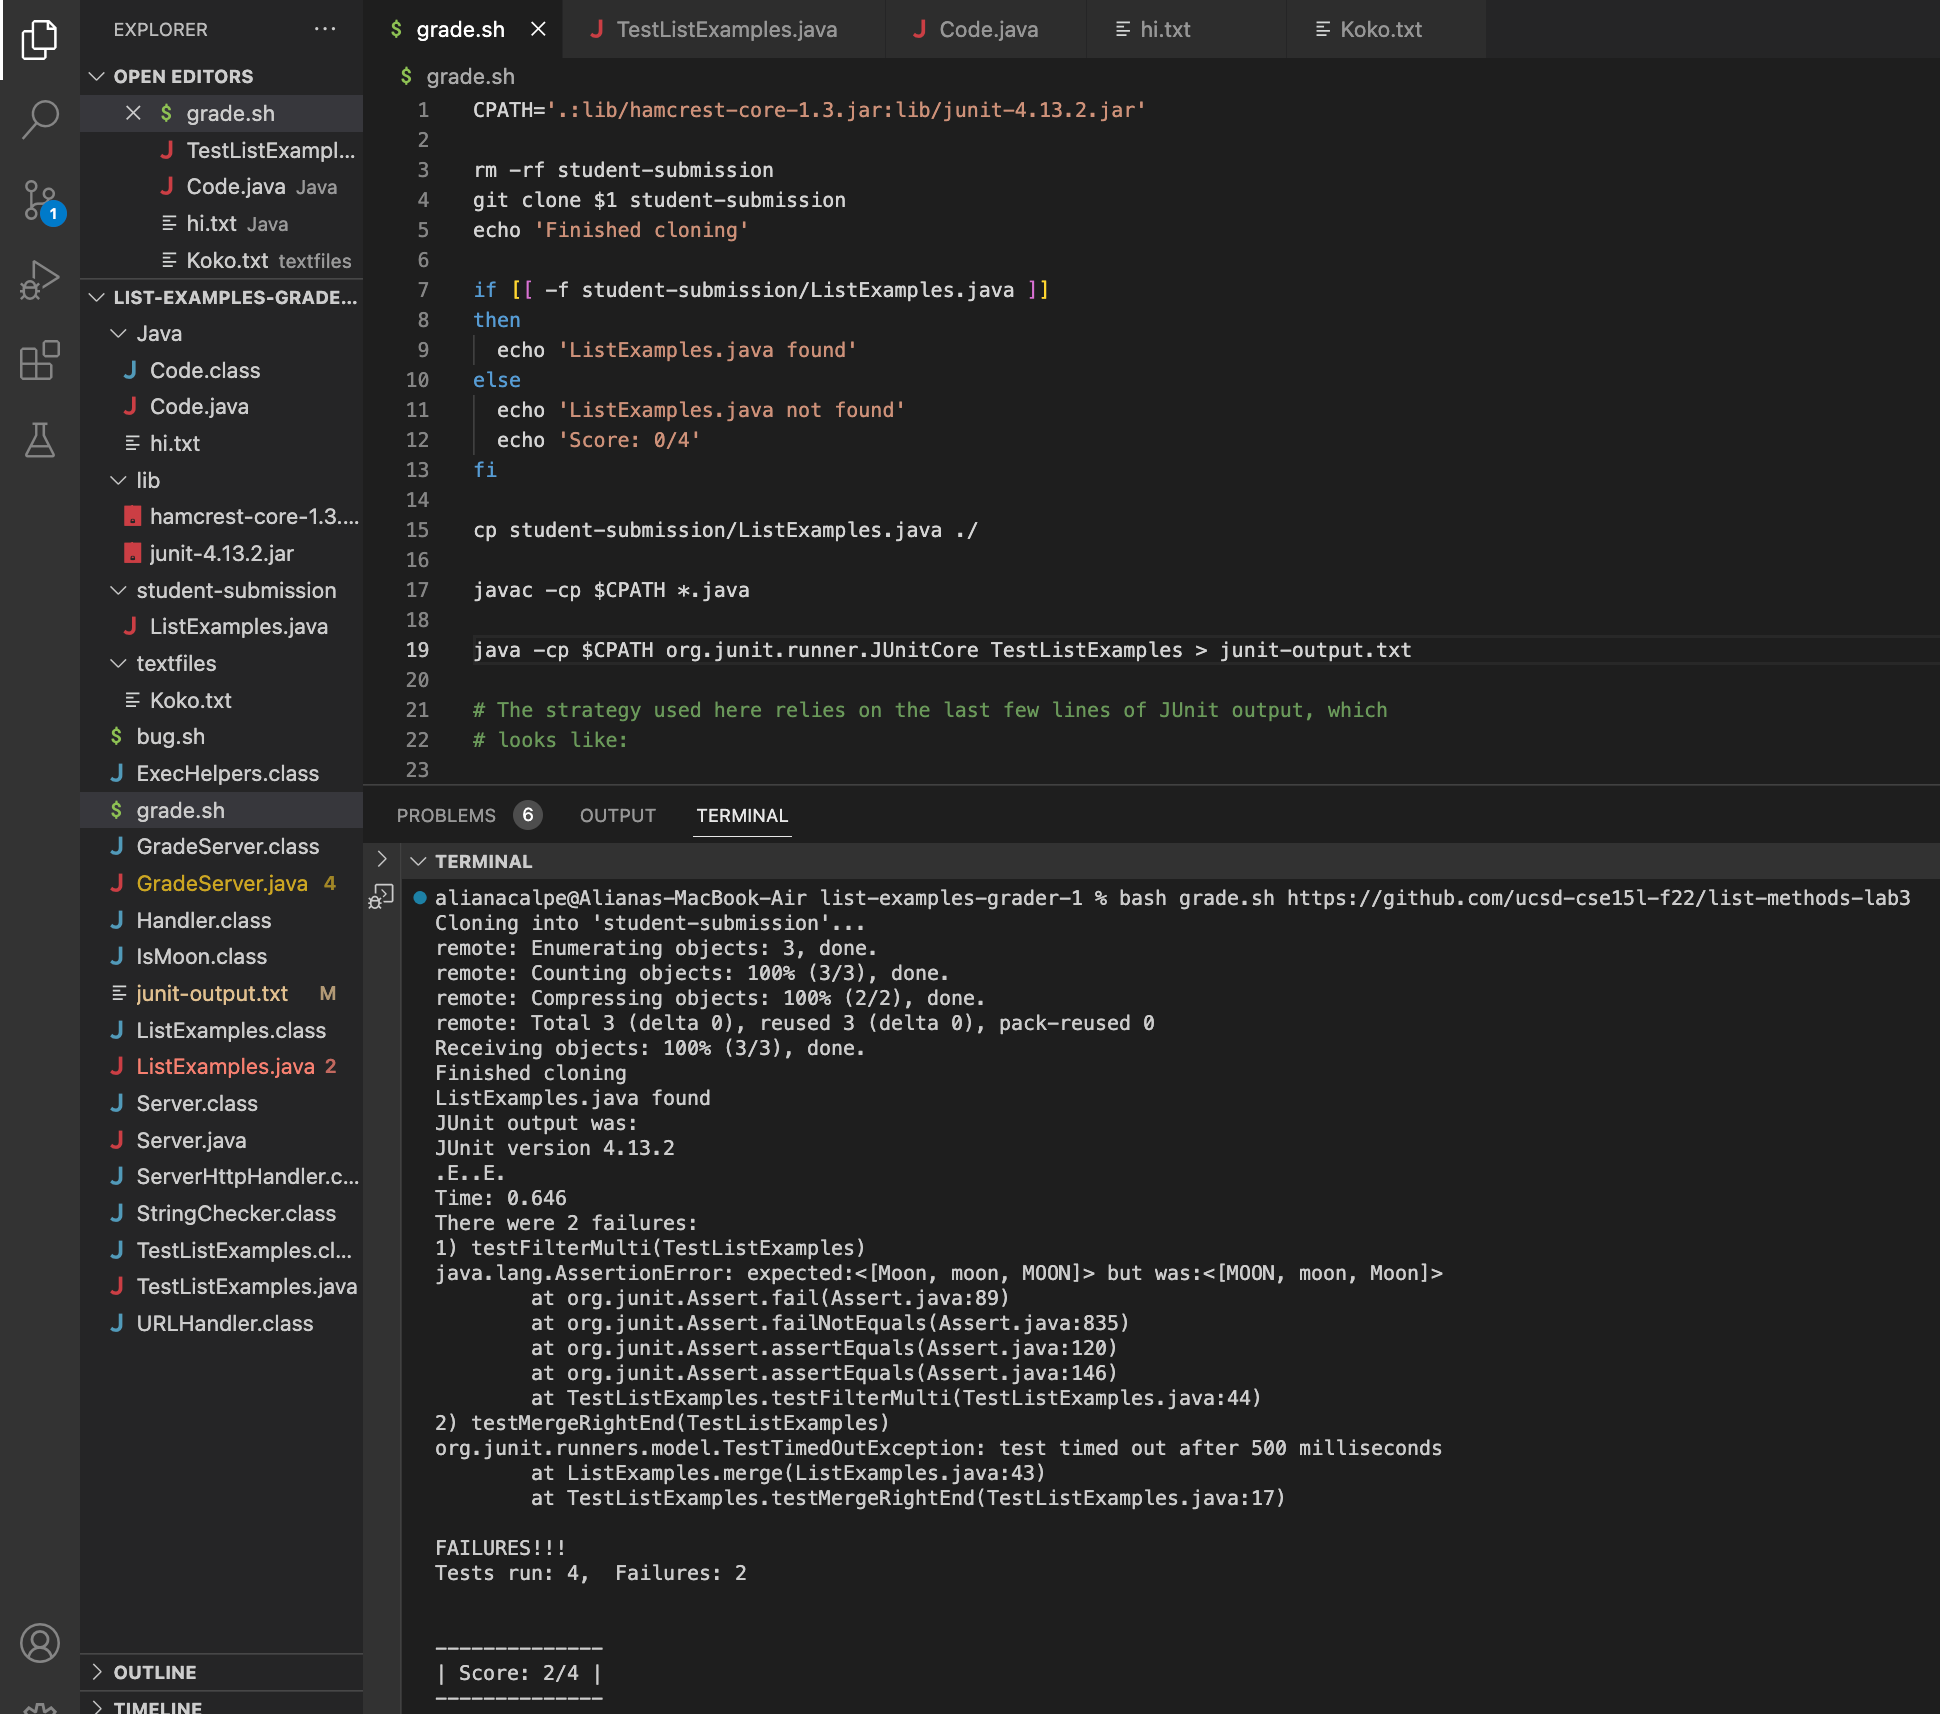 EXPLORER
OPEN EDITORS
$ grade.sh
J TestListExampl...
J Code.java Java
hi.txt Java
Koko.txt textfiles
LIST-EXAMPLES-GRADE...
Java
J Code.class
J Code.java
hi.txt
lib
hamcrest-core-1.3....
junit-4.13.2.jar
student-submission
J ListExamples.java
textfiles
Koko.txt
$ bug.sh
J ExecHelpers.class
$ grade.sh
J GradeServer.class
J GradeServer.java 4
J Handler.class
J IsMoon.class
junit-output.txt M
J ListExamples.class
J ListExamples.java 2
J Server.class
J Server.java
J ServerHttpHandler.c...
J StringChecker.class
J TestListExamples.cl...
J TestListExamples.java
J URLHandler.class
OUTLINE
TIMELINE
1
$ grade.sh
J TestListExamples.java
J Code.java
hi.txt
Koko.txt
$ grade.sh
1 CPATH='.:lib/hamcrest-core-1.3.jar:lib/junit-4.13.2.jar'
2
3 rm -rf student-submission
4 git clone $1 student-submission
5 echo 'Finished cloning'
6
7 if [[ -f student-submission/ListExamples.java ]]
8 then
9 echo 'ListExamples.java found'
10 else
11 echo 'ListExamples.java not found'
12 echo 'Score: 0/4'
13 fi
14
15 cp student-submission/ListExamples.java ./
16
17 javac -cp $CPATH *.java
18
19 java -cp $CPATH org.junit.runner.JUnitCore TestListExamples > junit-output.txt
20
21 # The strategy used here relies on the last few lines of JUnit output, which
22 # looks like:
23
PROBLEMS 6 OUTPUT TERMINAL
TERMINAL
alianacalpe@Alianas-MacBook-Air list-examples-grader-1 % bash grade.sh https://github.com/ucsd-cse15l-f22/list-methods-lab3
Cloning into 'student-submission'...
remote: Enumerating objects: 3, done.
remote: Counting objects: 100% (3/3), done.
remote: Compressing objects: 100% (2/2), done.
remote: Total 3 (delta 0), reused 3 (delta 0), pack-reused 0
Receiving objects: 100% (3/3), done.
Finished cloning
ListExamples.java found
JUnit output was:
JUnit version 4.13.2
.E..E.
Time: 0.646
There were 2 failures:
1) testFilterMulti(TestListExamples)
java.lang.AssertionError: expected:<[Moon, moon, MOON]> but was:<[MOON, moon, Moon]>
at org.junit.Assert.fail(Assert.java:89)
at org.junit.Assert.failNotEquals(Assert.java:835)
at org.junit.Assert.assertEquals(Assert.java:120)
at org.junit.Assert.assertEquals(Assert.java:146)
at TestListExamples.testFilterMulti(TestListExamples.java:44)
2) testMergeRightEnd(TestListExamples)
org.junit.runners.model.TestTimedOutException: test timed out after 500 milliseconds
at ListExamples.merge(ListExamples.java:43)
at TestListExamples.testMergeRightEnd(TestListExamples.java:17)
FAILURES!!!
Tests run: 4,  Failures: 2
--------------
| Score: 2/4 |
--------------